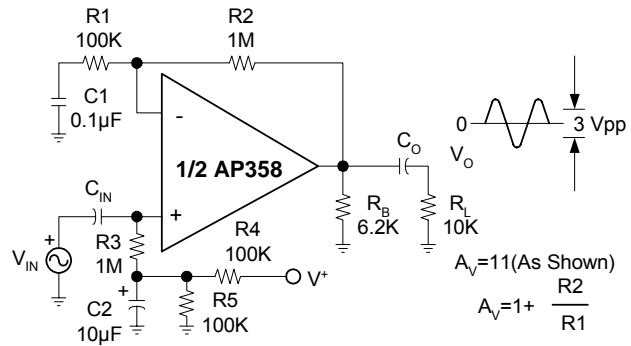 R1
100K
R2
1M
C1
0.1µF
-
1/2 AP358
+
C_O
0
3 Vpp
V_O
C_IN
R_B
6.2K
R_L
10K
+
V_IN
R3
1M
R4
100K
V⁺
+
C2
10µF
R5
100K
A_V=11(As Shown)
A_V=1+ R2
R1